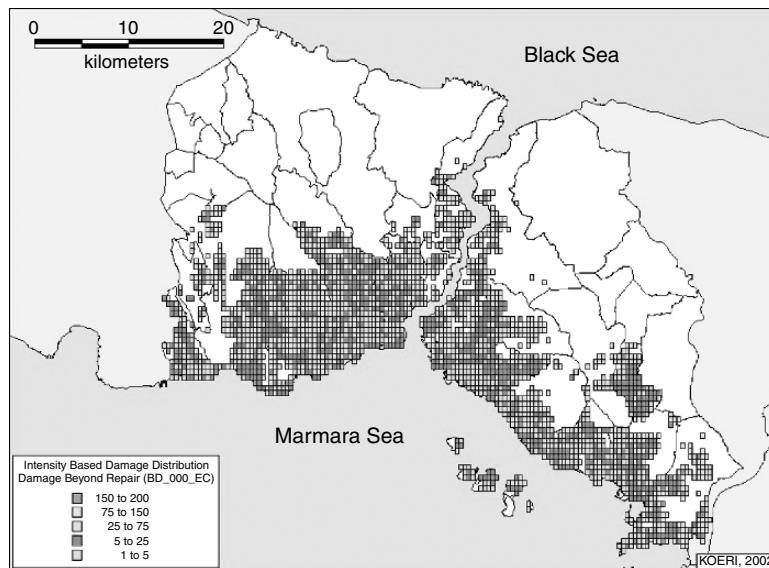 0 10 20
kilometers
Black Sea
Marmara Sea
Intensity Based Damage Distribution
Damage Beyond Repair (BD_000_EC)
150 to 200
75 to 150
25 to 75
5 to 25
1 to 5
KOERI, 2002